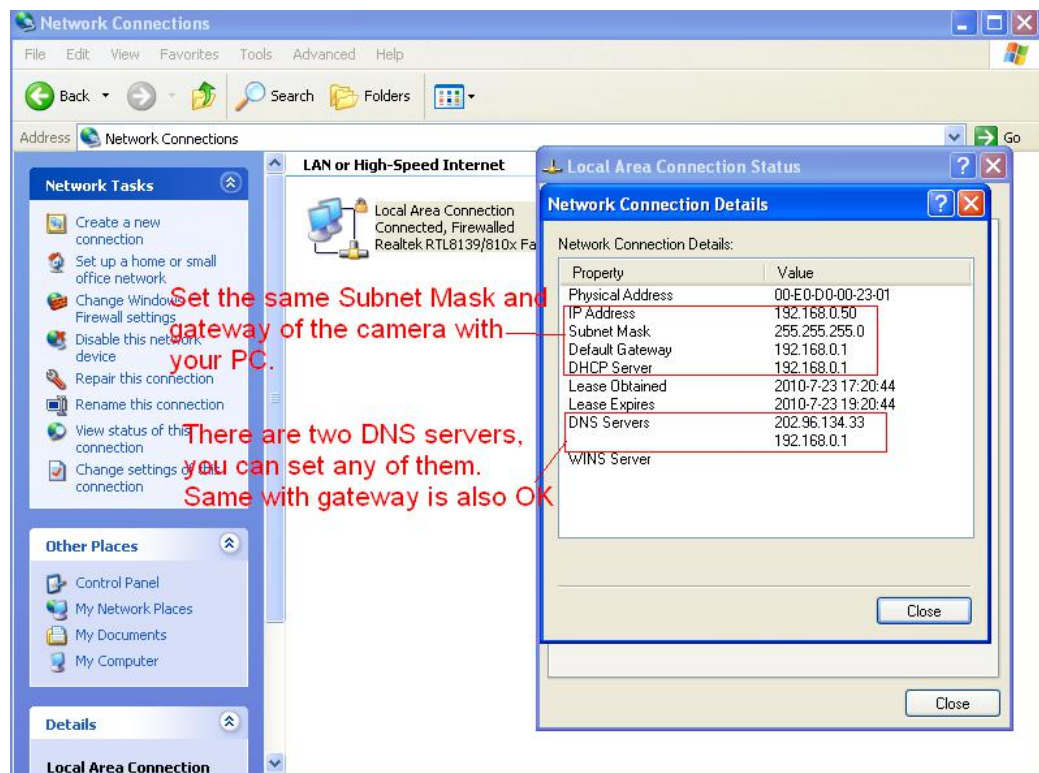 Network Connections
File Edit View Favorites Tools Advanced Help
Back Search Folders
Address Network Connections Go
Network Tasks
Create a new
connection
Set up a home or small
office network
Change Windows
Firewall settings
Disable this network
device
Repair this connection
Rename this connection
View status of this
connection
Change settings of this
connection
Other Places
Control Panel
My Network Places
My Documents
My Computer
Details
Local Area Connection
LAN or High-Speed Internet
Local Area Connection
Connected, Firewalled
Realtek RTL8139/810x Fa
Set the same Subnet Mask and
gateway of the camera with
your PC.
There are two DNS servers,
you can set any of them.
Same with gateway is also OK
Local Area Connection Status
Network Connection Details
Network Connection Details:
Property Value
Physical Address 00-E0-D0-00-23-01
IP Address 192.168.0.50
Subnet Mask 255.255.255.0
Default Gateway 192.168.0.1
DHCP Server 192.168.0.1
Lease Obtained 2010-7-23 17:20:44
Lease Expires 2010-7-23 19:20:44
DNS Servers 202.96.134.33
192.168.0.1
WINS Server
Close
Close